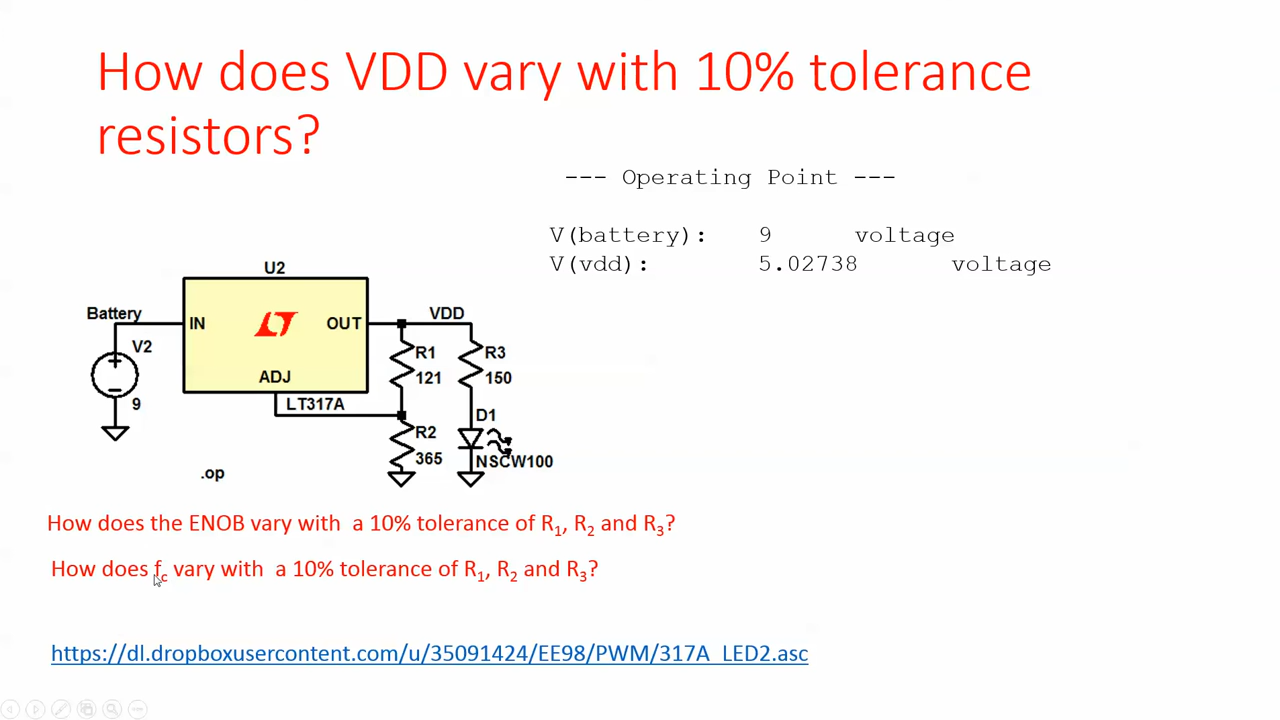 How does VDD vary with 10% tolerance
resistors?
--- Operating Point ---
V(battery): 9 voltage
V(vdd): 5.02738 voltage
U2
Battery
IN
OUT
VDD
V2
R1
121
R3
150
ADJ
9
LT317A
D1
R2
365
NSCW100
.op
How does the ENOB vary with a 10% tolerance of R1, R2 and R3?
How does fc vary with a 10% tolerance of R1, R2 and R3?
https://dl.dropboxusercontent.com/u/35091424/EE98/PWM/317A_LED2.asc